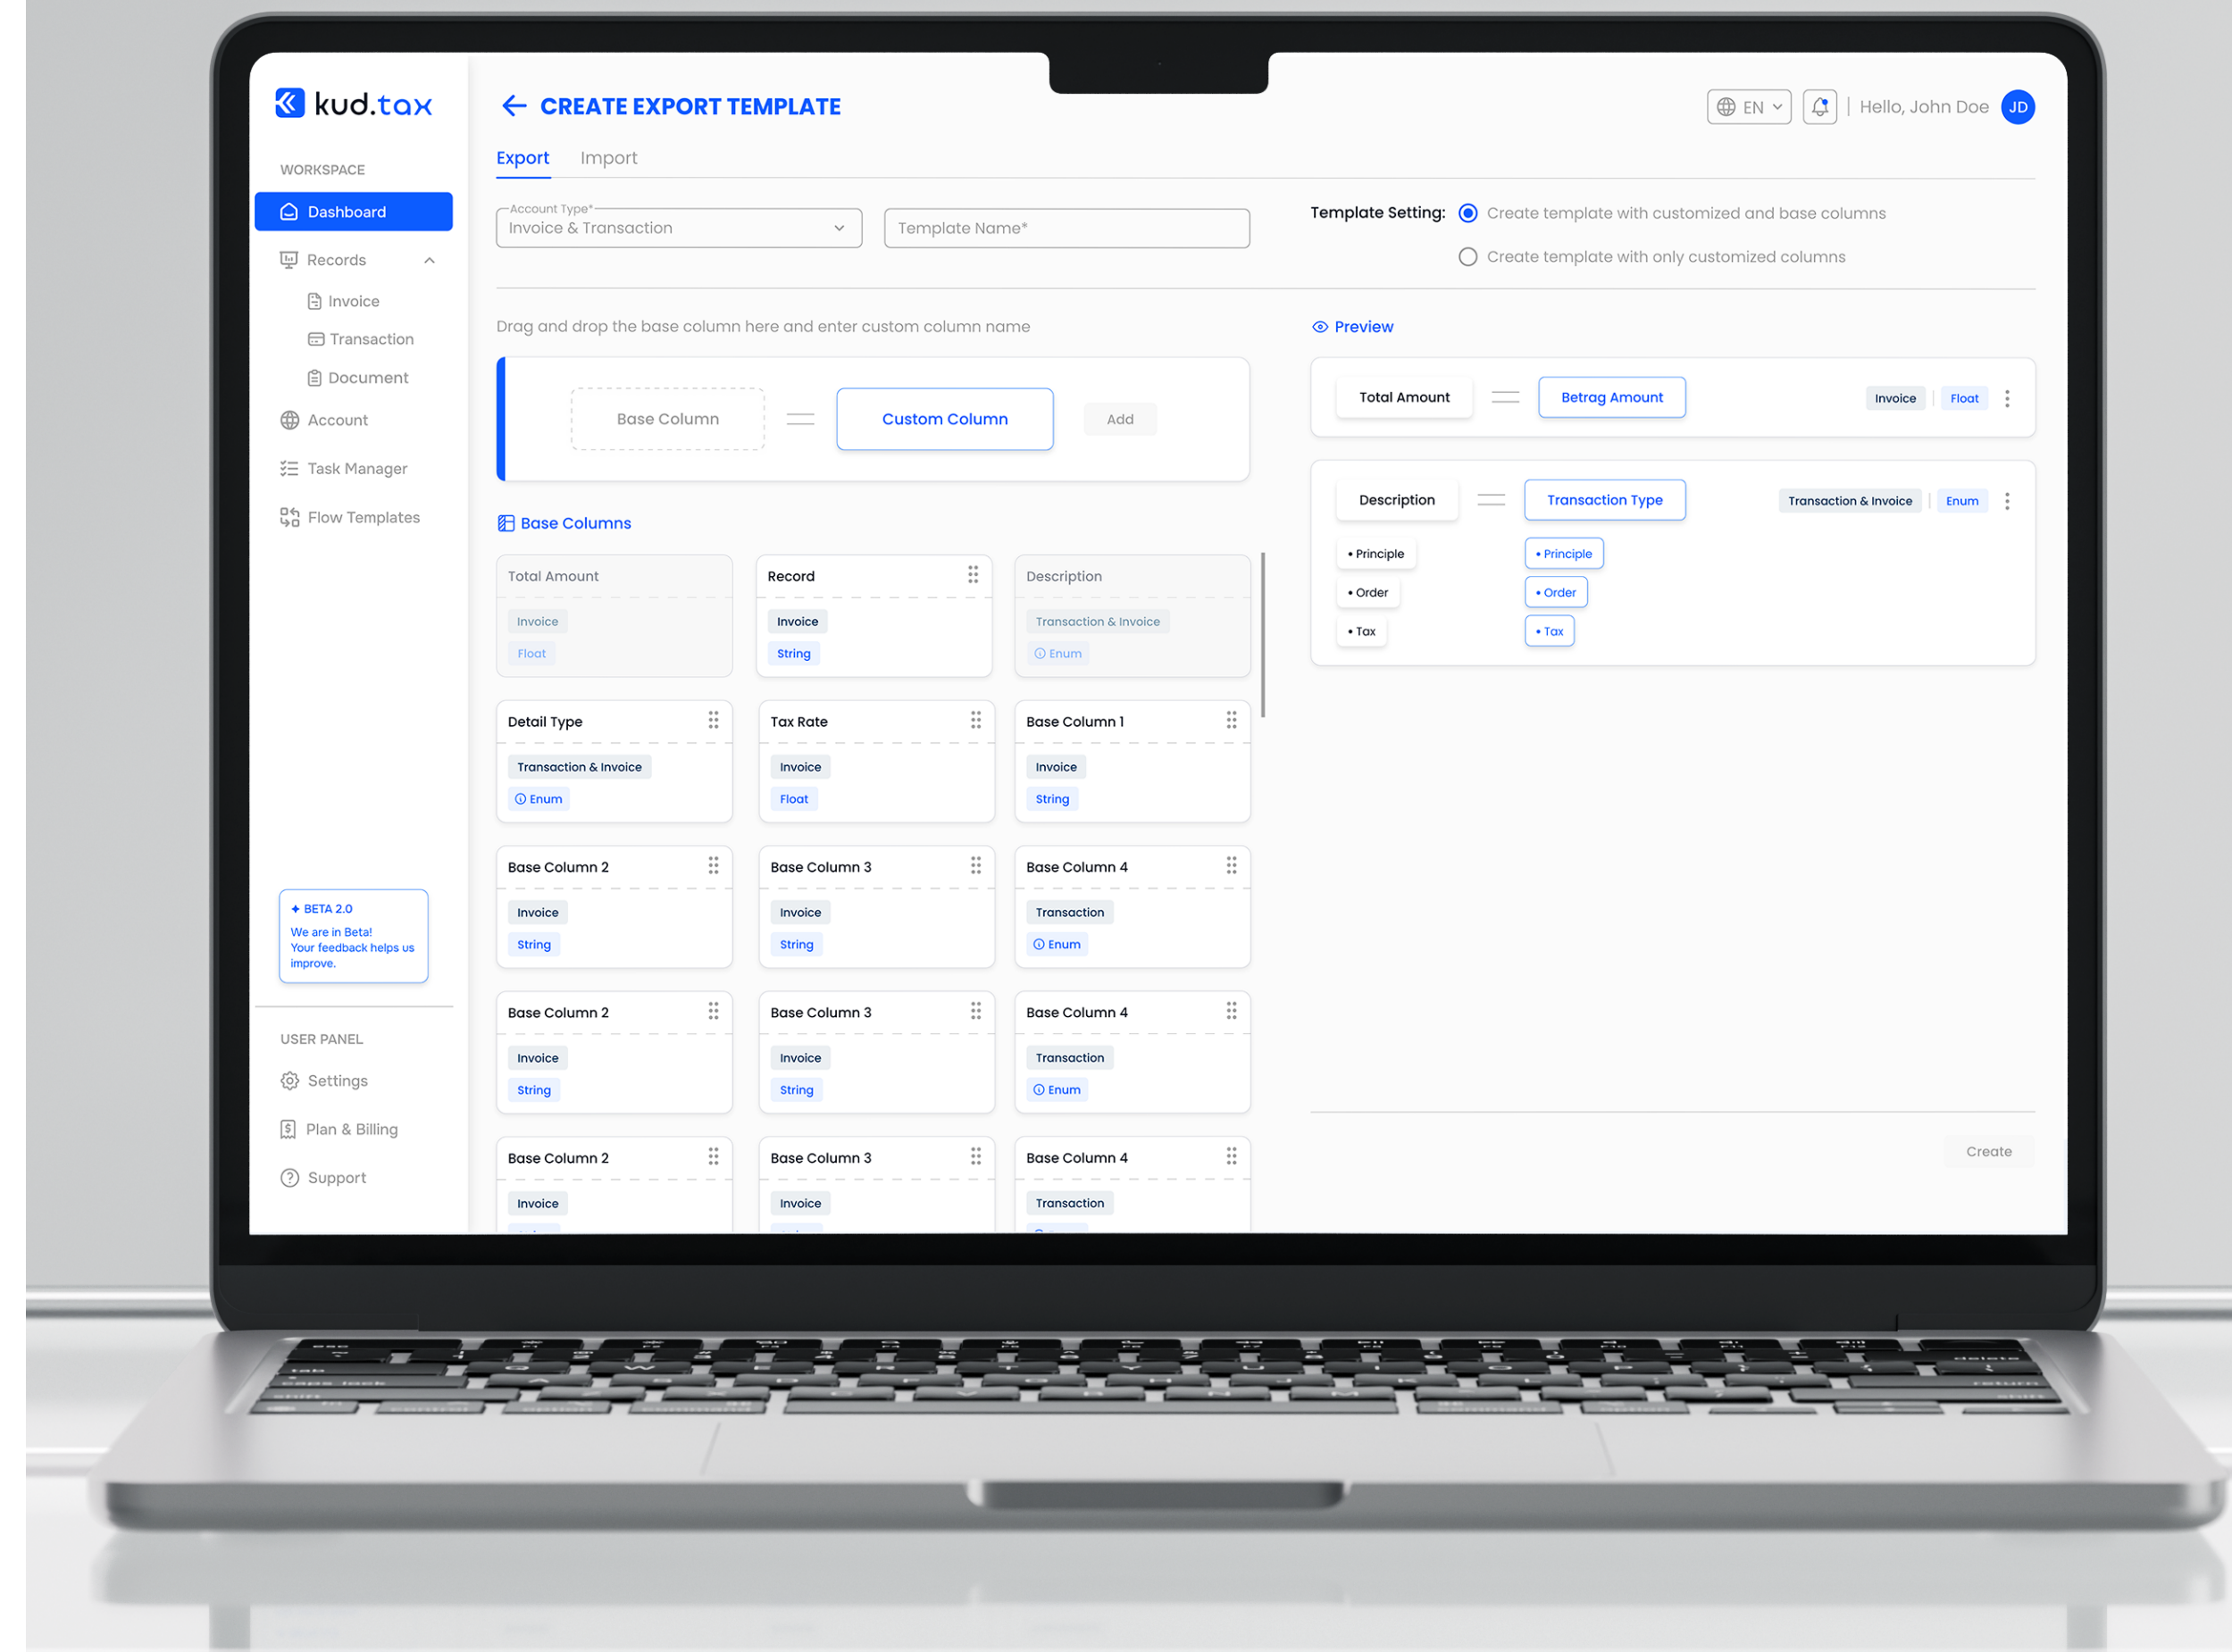 kud.tax
WORKSPACE
Dashboard
Records
Invoice
Transaction
Document
Account
Task Manager
Flow Templates
✦ BETA 2.0
We are in Beta!
Your feedback helps us
improve.
USER PANEL
Settings
Plan & Billing
Support
CREATE EXPORT TEMPLATE
EN
Hello, John Doe
JD
Export Import
Account Type*
Invoice & Transaction
Template Name*
Template Setting: Create template with customized and base columns
Create template with only customized columns
Drag and drop the base column here and enter custom column name
Base Column Custom Column Add
Base Columns
Total Amount Record Description
Invoice Invoice Transaction & Invoice
Float String Enum
Detail Type Tax Rate Base Column 1
Transaction & Invoice Invoice Invoice
Enum Float String
Base Column 2 Base Column 3 Base Column 4
Invoice Invoice Transaction
String String Enum
Base Column 2 Base Column 3 Base Column 4
Invoice Invoice Transaction
String String Enum
Base Column 2 Base Column 3 Base Column 4
Invoice Invoice Transaction
Preview
Total Amount Betrag Amount Invoice | Float
Description Transaction Type Transaction & Invoice | Enum
• Principle • Principle
• Order • Order
• Tax • Tax
Create